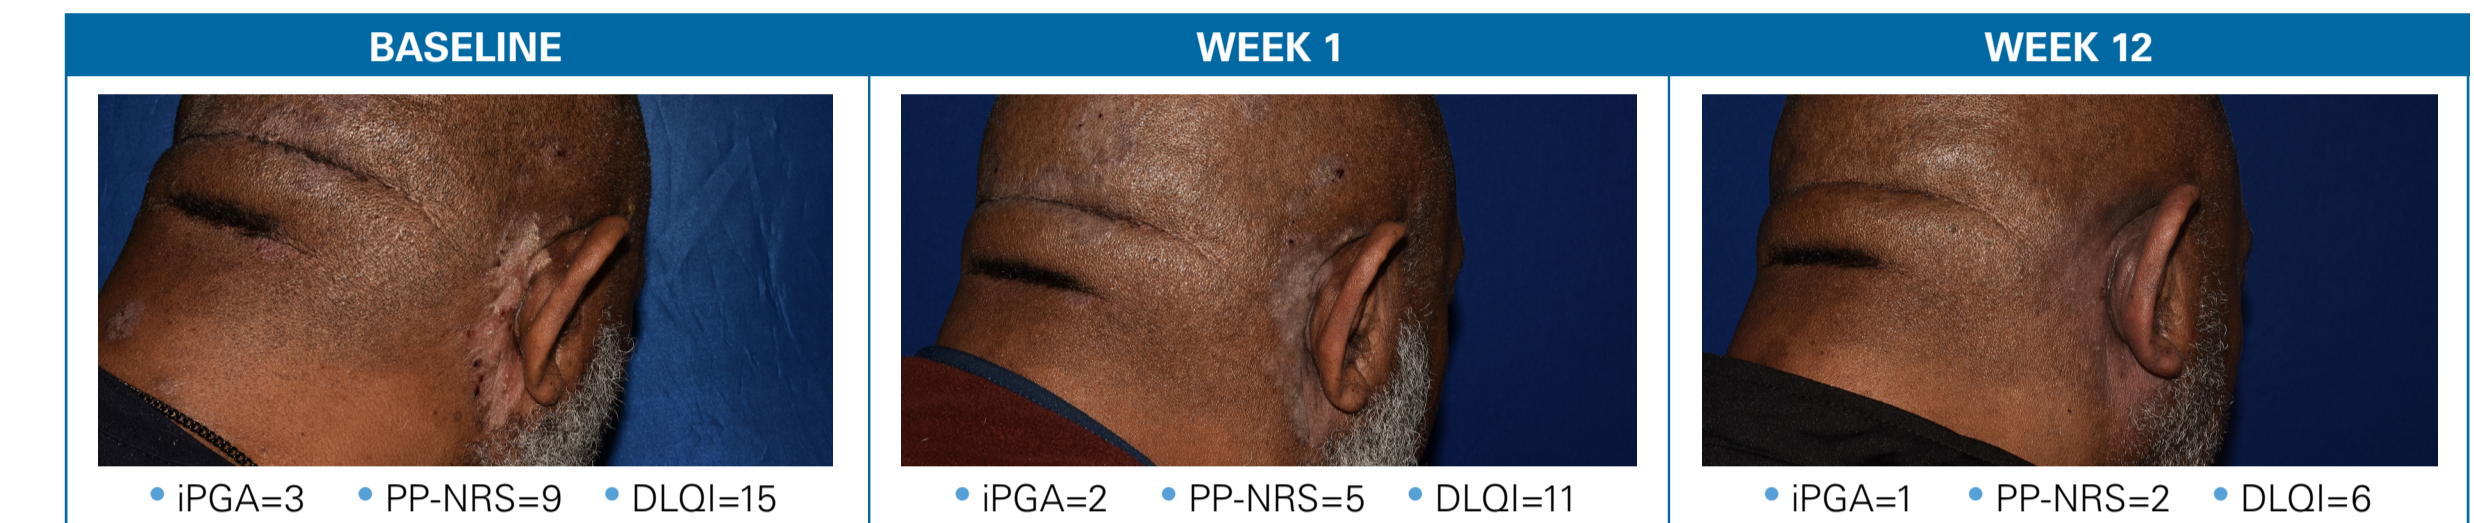 BASELINE
WEEK 1
WEEK 12
• iPGA=3 • PP-NRS=9 • DLQI=15
• iPGA=2 • PP-NRS=5 • DLQI=11
• iPGA=1 • PP-NRS=2 • DLQI=6